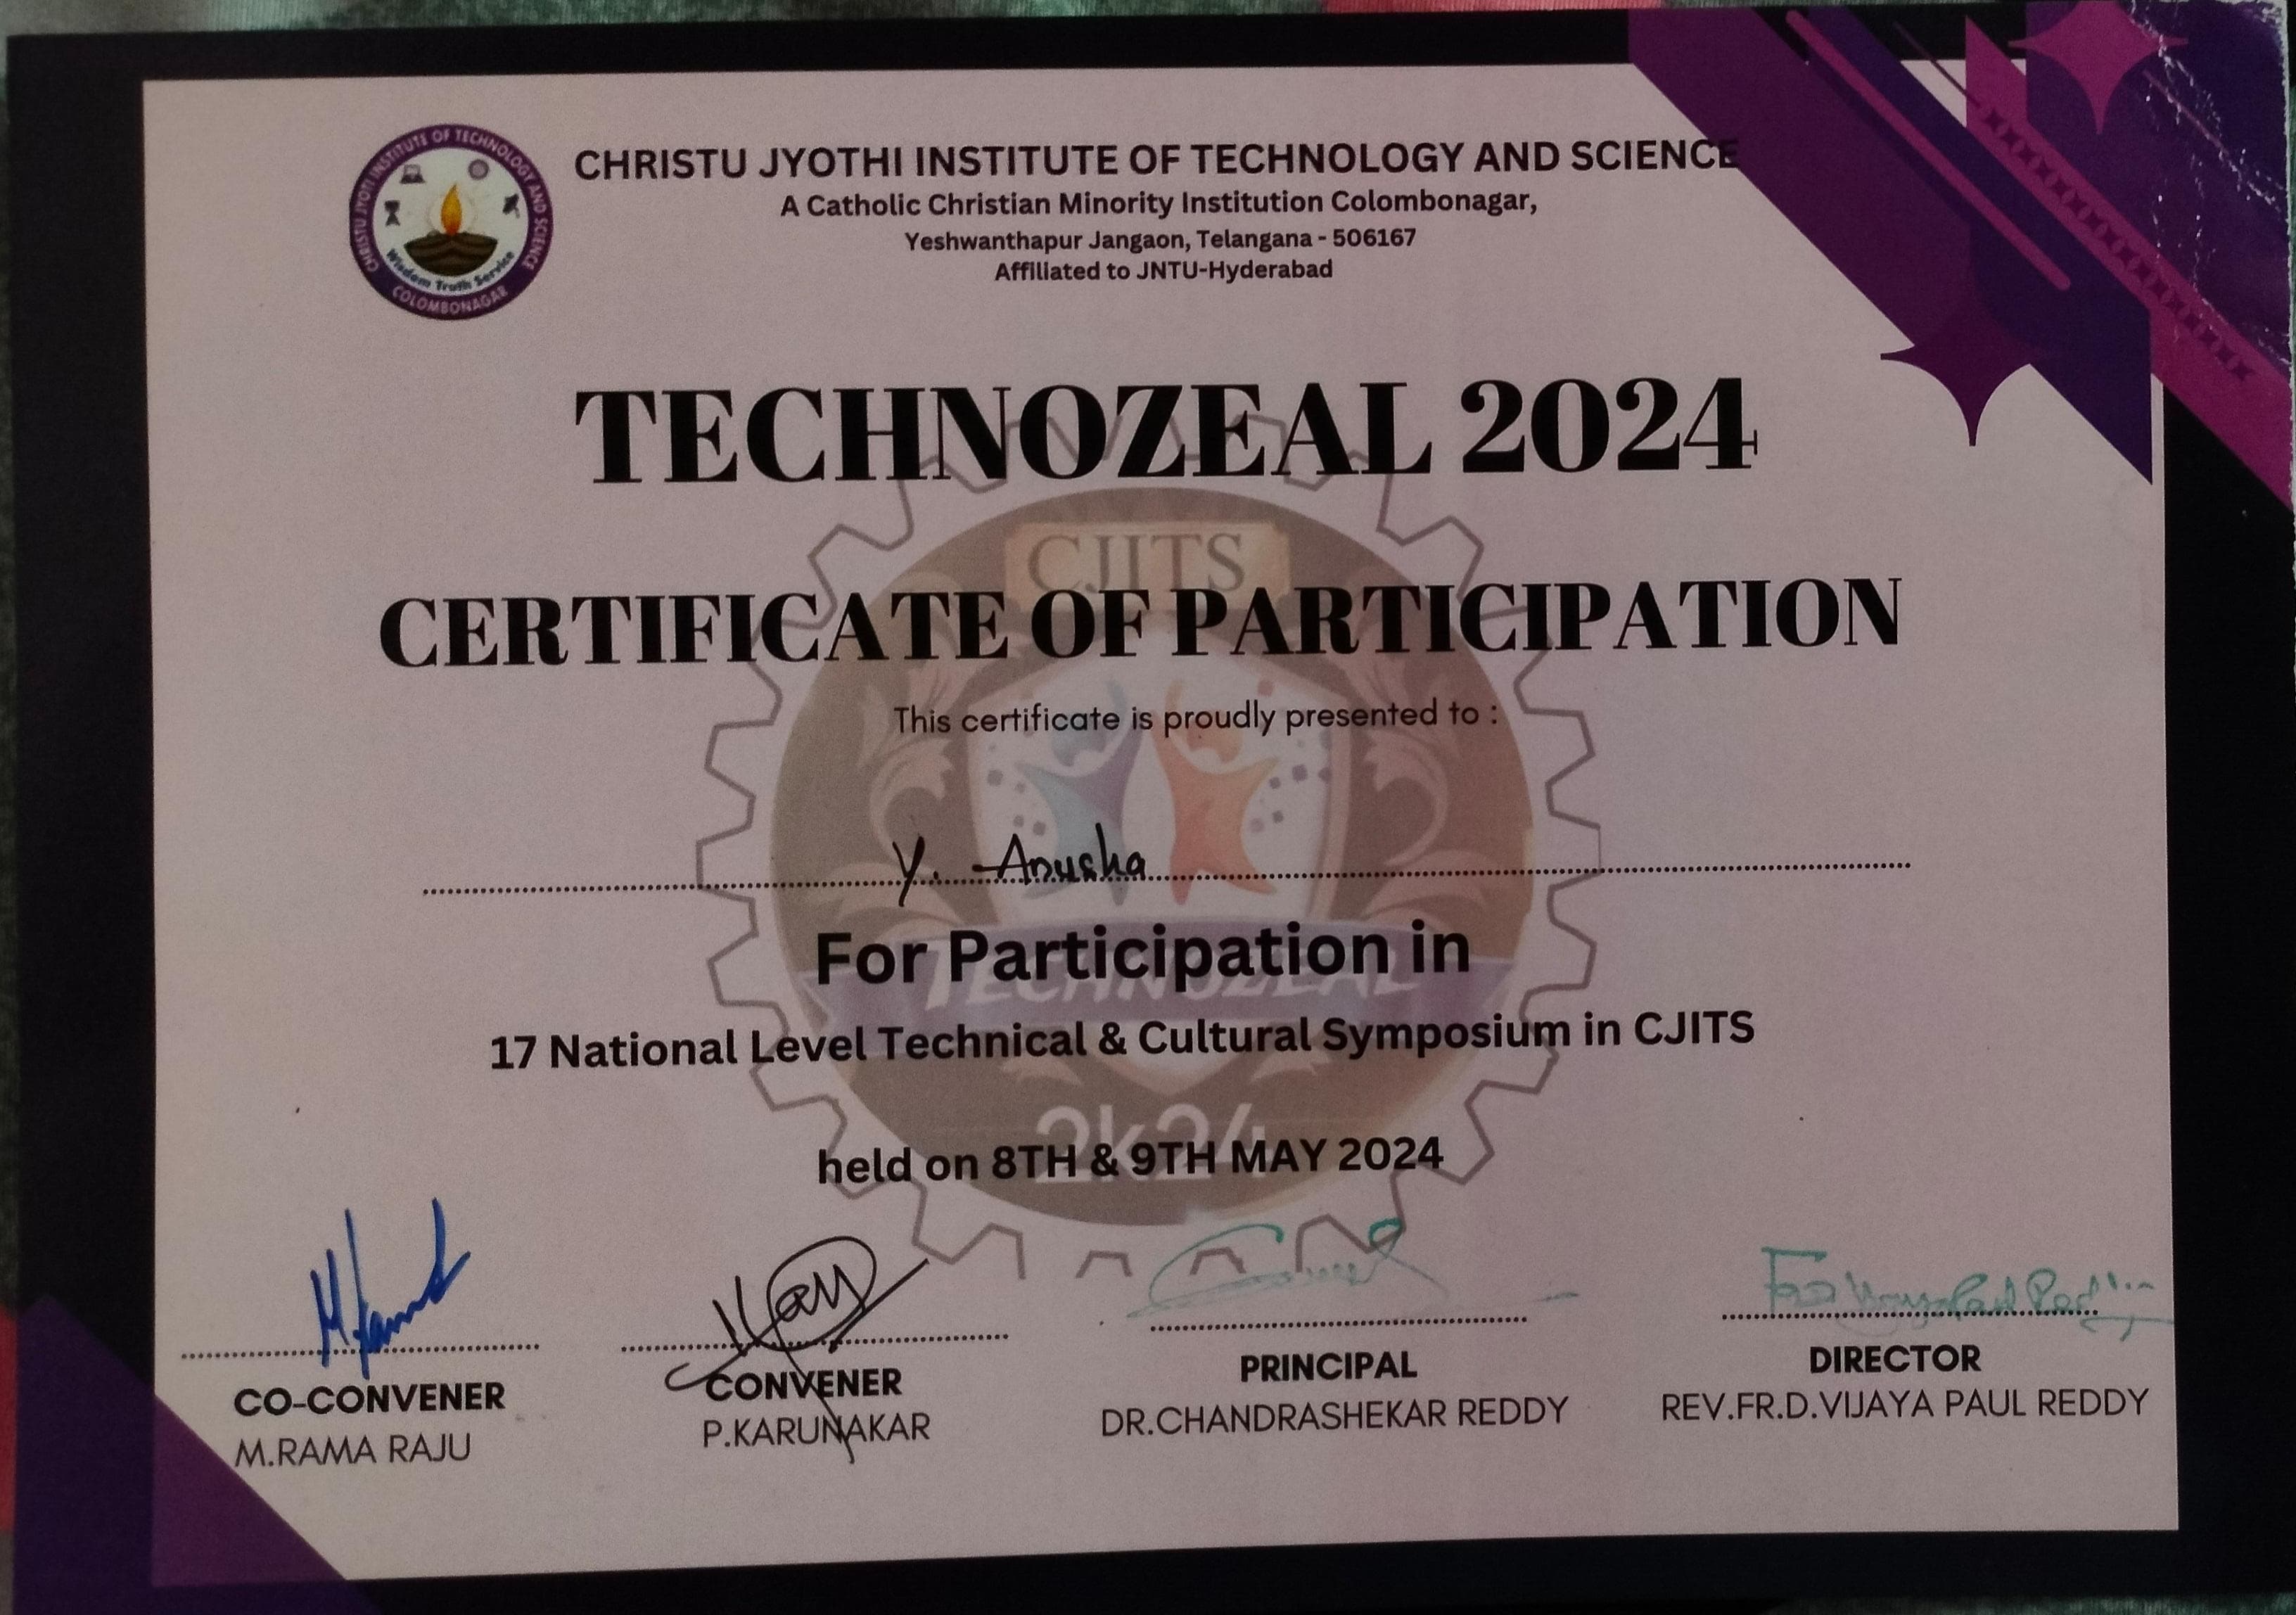 CHRISTU JYOTI INSTITUTE OF TECHNOLOGY AND SCIENCE
Wisdom Truth Service
COLOMBONAGAR
CHRISTU JYOTHI INSTITUTE OF TECHNOLOGY AND SCIENCE
A Catholic Christian Minority Institution Colombonagar,
Yeshwanthapur Jangaon, Telangana - 506167
Affiliated to JNTU-Hyderabad
TECHNOZEAL 2024
CJITS
CERTIFICATE OF PARTICIPATION
This certificate is proudly presented to :
Y. Anusha
For Participation in
TECHNOZEAL
17 National Level Technical & Cultural Symposium in CJITS
2k24
held on 8TH & 9TH MAY 2024
CO-CONVENER
M.RAMA RAJU
CONVENER
P.KARUNAKAR
PRINCIPAL
DR.CHANDRASHEKAR REDDY
DIRECTOR
REV.FR.D.VIJAYA PAUL REDDY